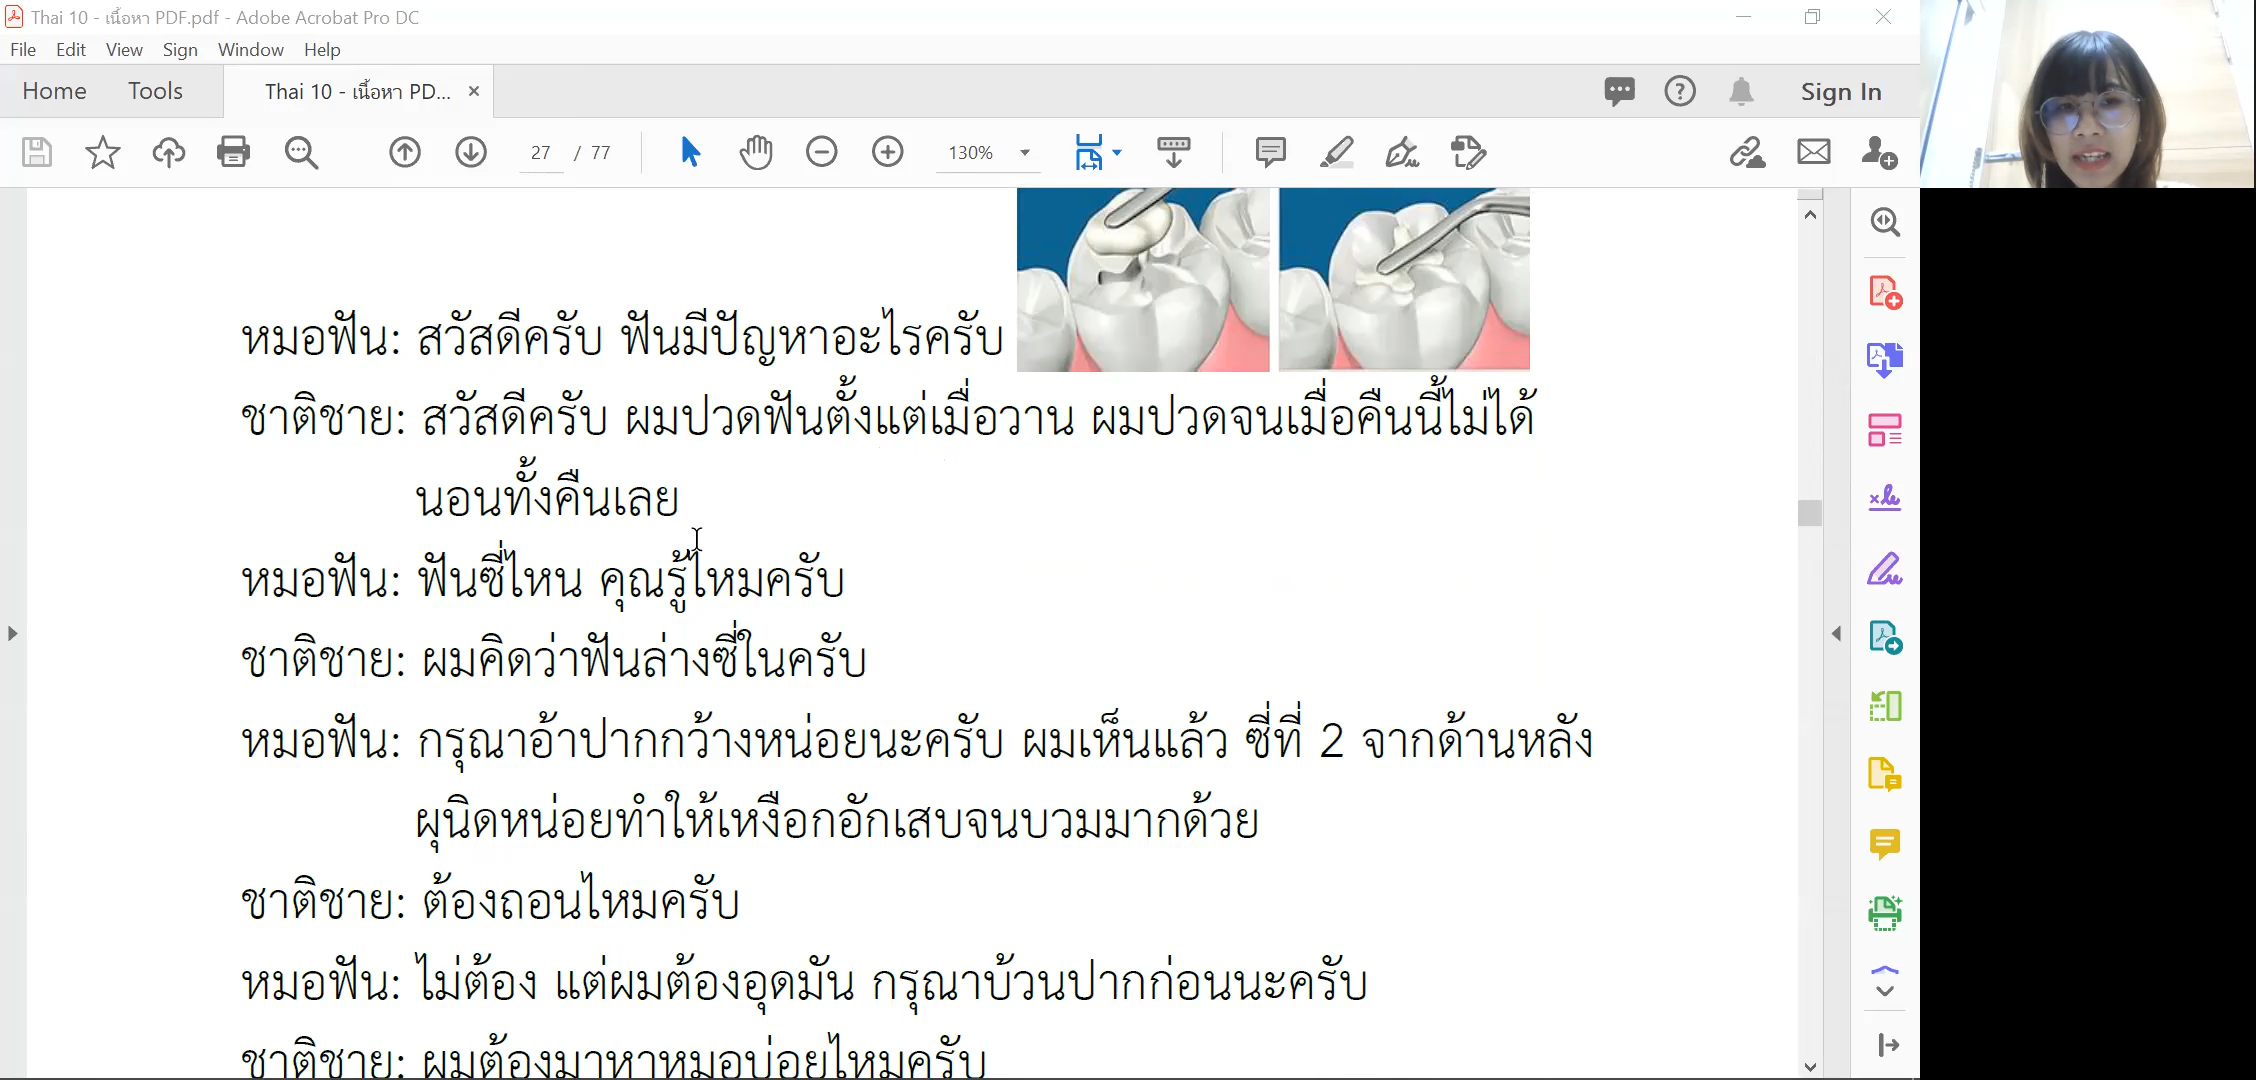 Thai 10 - เนื้อหา PDF.pdf - Adobe Acrobat Pro DC
File Edit View Sign Window Help
Home Tools Thai 10 - เนื้อหา PD... × Sign In
27 / 77 130%
หมอฟัน: สวัสดีครับ ฟันมีปัญหาอะไรครับ
ชาติชาย: สวัสดีครับ ผมปวดฟันตั้งแต่เมื่อวาน ผมปวดจนเมื่อคืนนี้ไม่ได้
นอนทั้งคืนเลย
หมอฟัน: ฟันซี่ไหน คุณรู้ไหมครับ
ชาติชาย: ผมคิดว่าฟันล่างซี่ในครับ
หมอฟัน: กรุณาอ้าปากกว้างหน่อยนะครับ ผมเห็นแล้ว ซี่ที่ 2 จากด้านหลัง
ผุนิดหน่อยทำให้เหงือกอักเสบจนบวมมากด้วย
ชาติชาย: ต้องถอนไหมครับ
หมอฟัน: ไม่ต้อง แต่ผมต้องอุดมัน กรุณาบ้วนปากก่อนนะครับ
ชาติชาย: ผมต้องมาหาหมอบ่อยไหมครับ